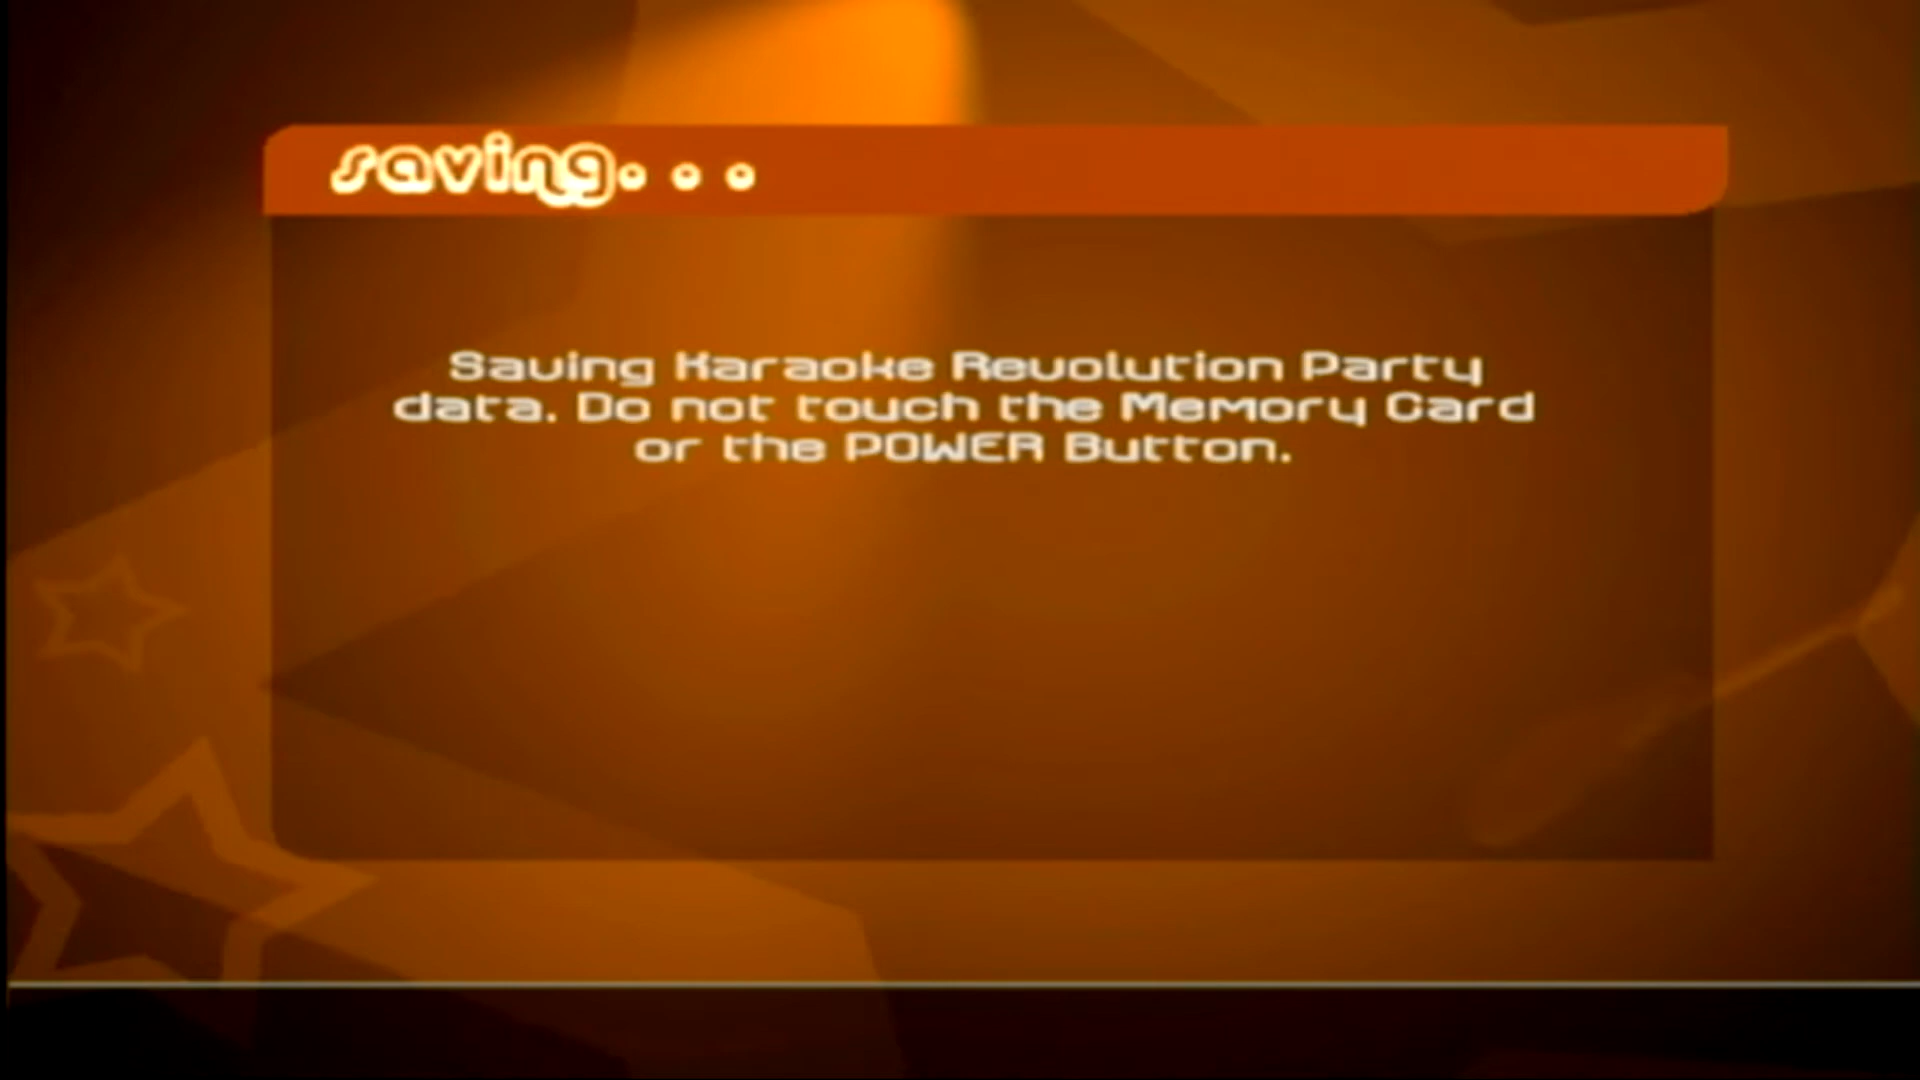 saving...
Saving Karaoke Revolution Party
data. Do not touch the Memory Card
or the POWER Button.